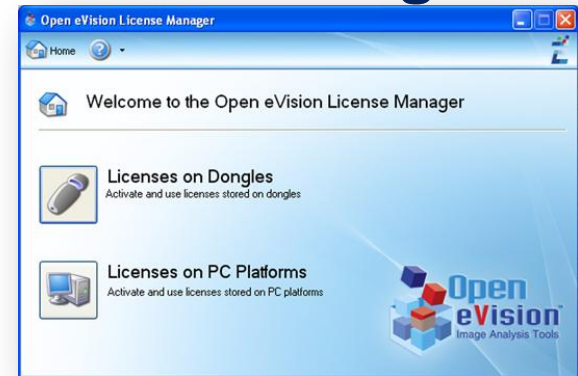 Open eVision License Manager
Home
Welcome to the Open eVision License Manager
Licenses on Dongles
Activate and use licenses stored on dongles
Licenses on PC Platforms
Activate and use licenses stored on PC platforms
Open
eVision
Image Analysis Tools